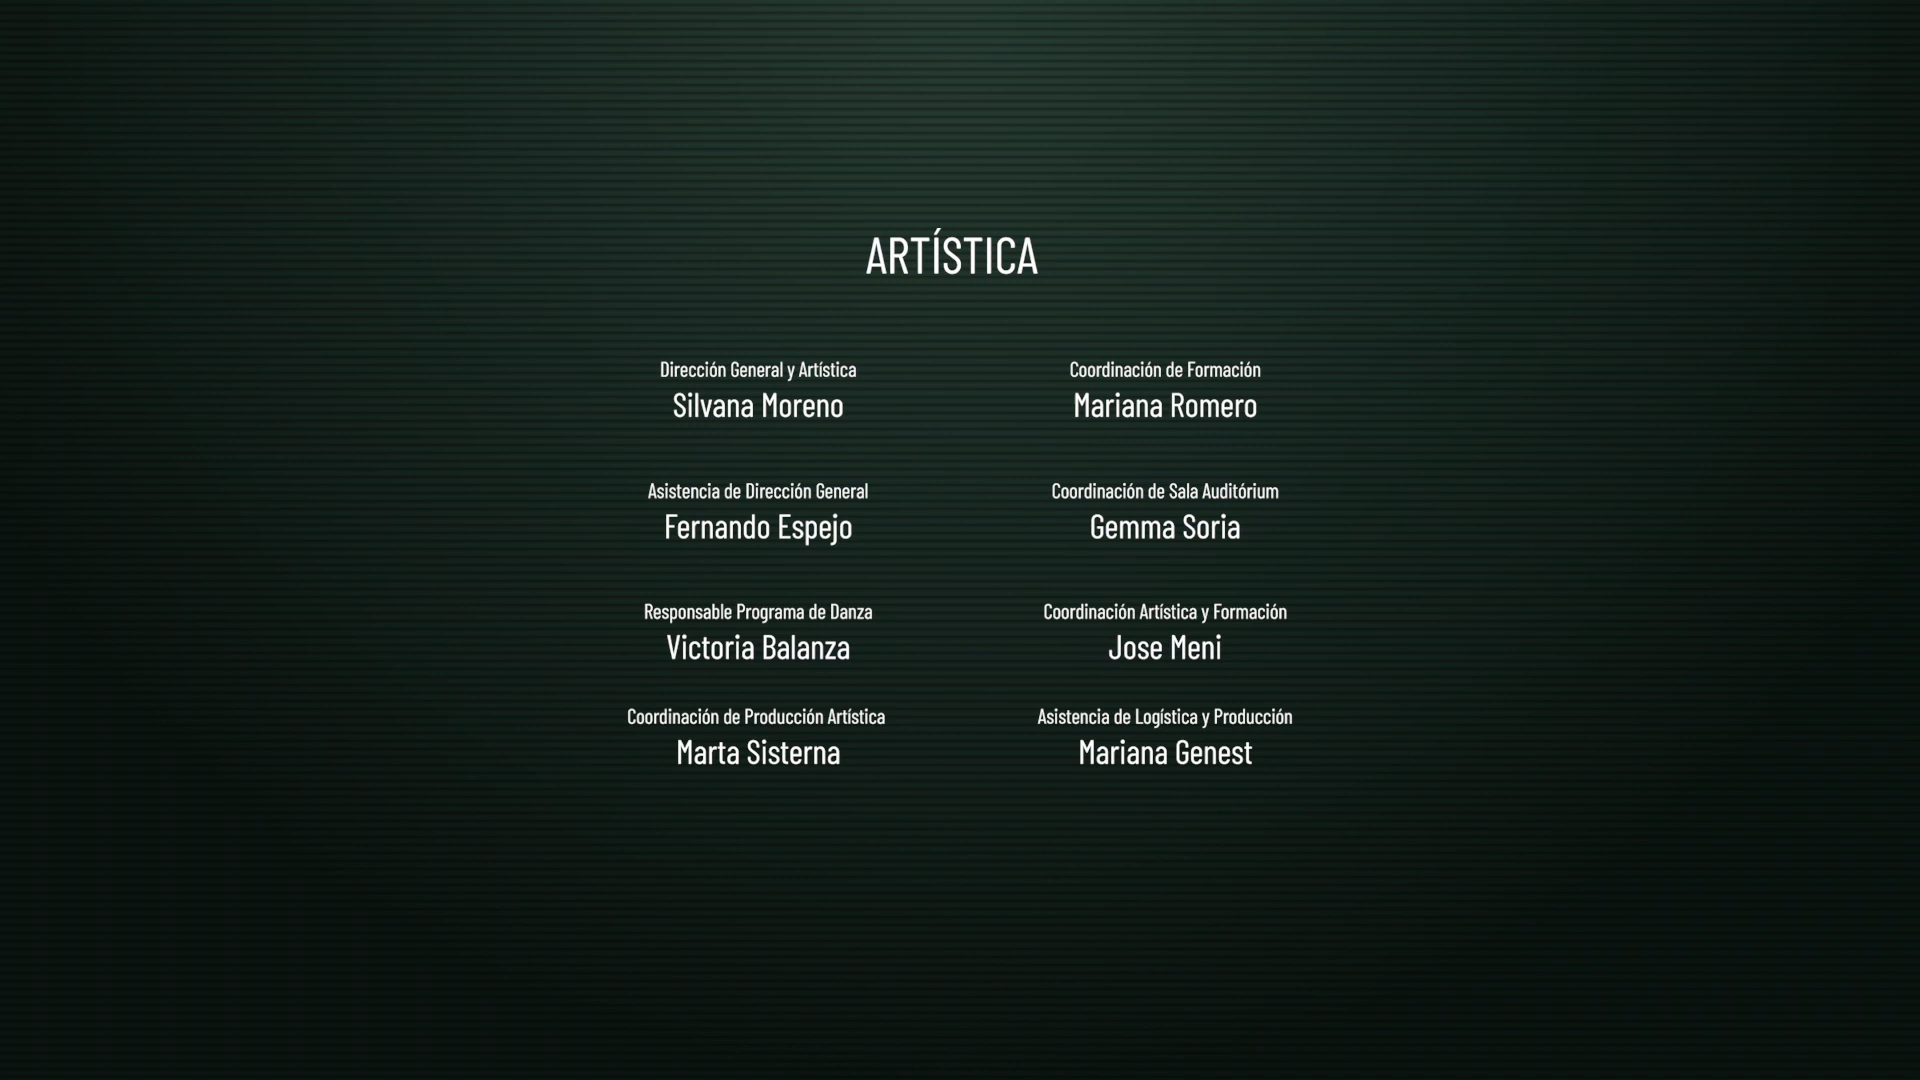 ARTÍSTICA
Dirección General y Artística
Silvana Moreno
Asistencia de Dirección General
Fernando Espejo
Responsable Programa de Danza
Victoria Balanza
Coordinación de Producción Artística
Marta Sisterna
Coordinación de Formación
Mariana Romero
Coordinación de Sala Auditórium
Gemma Soria
Coordinación Artística y Formación
Jose Meni
Asistencia de Logística y Producción
Mariana Genest